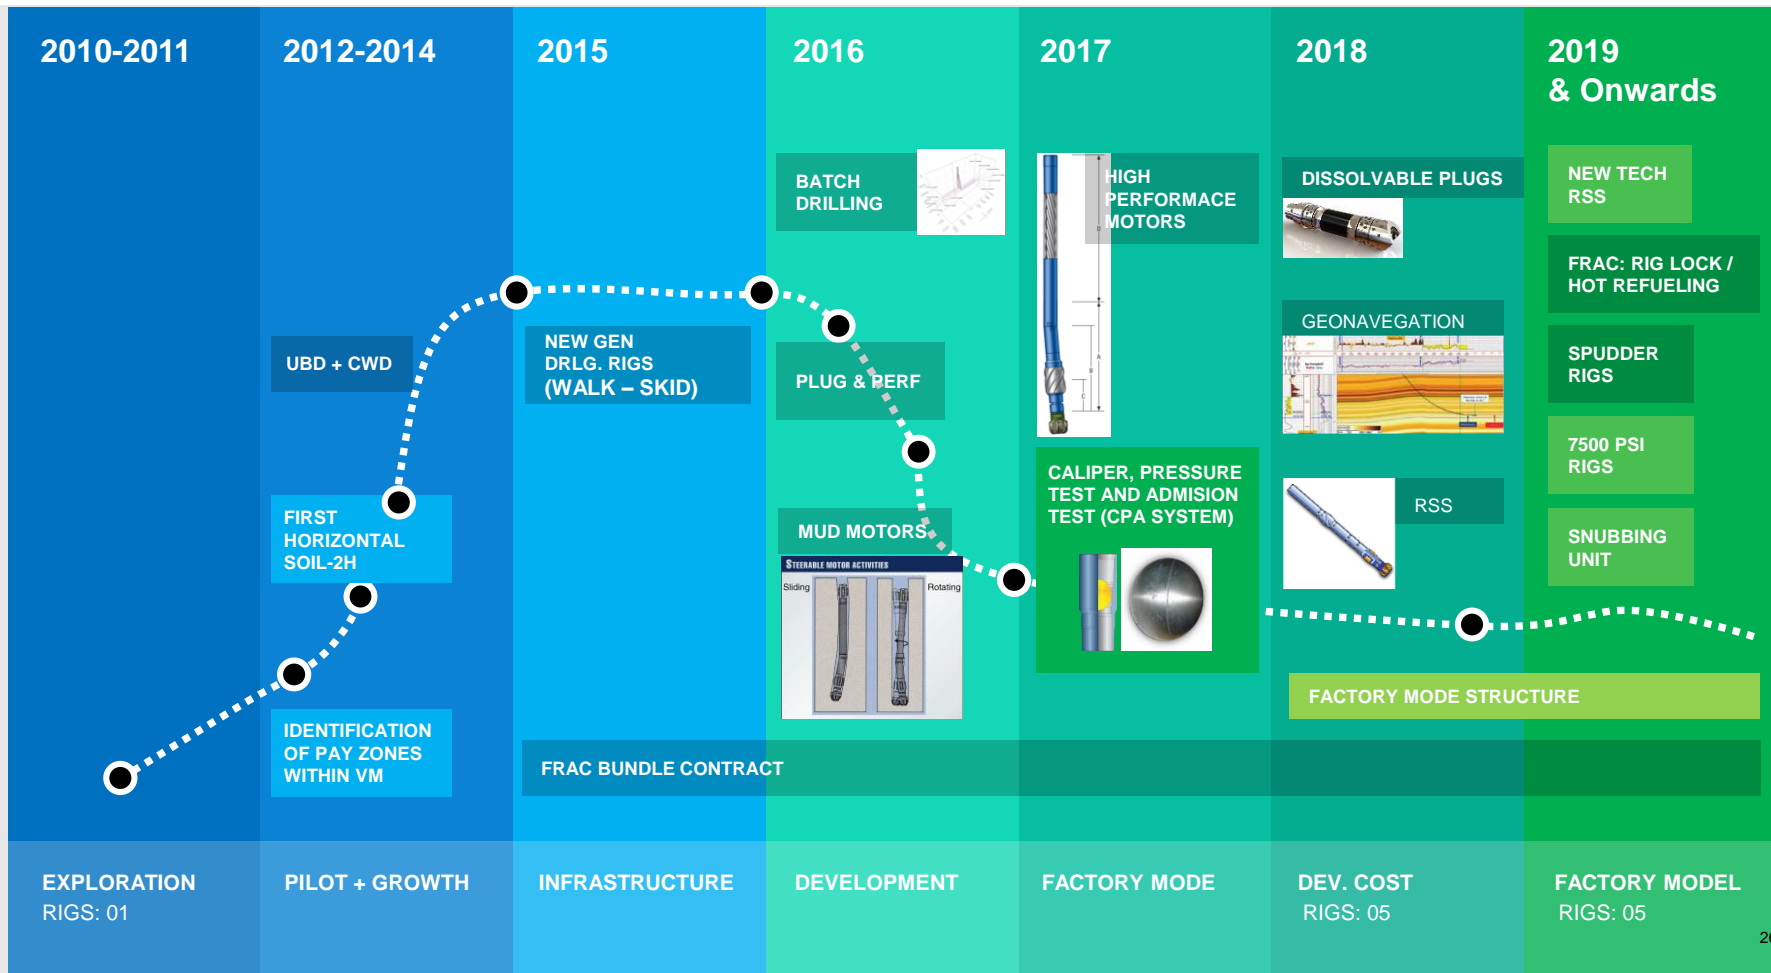 2010-2011
2012-2014
2015
2016
2017
2018
2019
& Onwards
BATCH
DRILLING
HIGH
PERFORMACE
MOTORS
DISSOLVABLE PLUGS
NEW TECH
RSS
FRAC: RIG LOCK /
HOT REFUELING
UBD + CWD
NEW GEN
DRLG. RIGS
(WALK – SKID)
PLUG & PERF
GEONAVEGATION
SPUDDER
RIGS
7500 PSI
RIGS
FIRST
HORIZONTAL
SOIL-2H
MUD MOTORS
STEERABLE MOTOR ACTIVITIES
Sliding
Rotating
CALIPER, PRESSURE
TEST AND ADMISION
TEST (CPA SYSTEM)
D
A
B
C
RSS
SNUBBING
UNIT
IDENTIFICATION
OF PAY ZONES
WITHIN VM
FACTORY MODE STRUCTURE
FRAC BUNDLE CONTRACT
EXPLORATION
RIGS: 01
PILOT + GROWTH
INFRASTRUCTURE
DEVELOPMENT
FACTORY MODE
DEV. COST
RIGS: 05
FACTORY MODEL
RIGS: 05